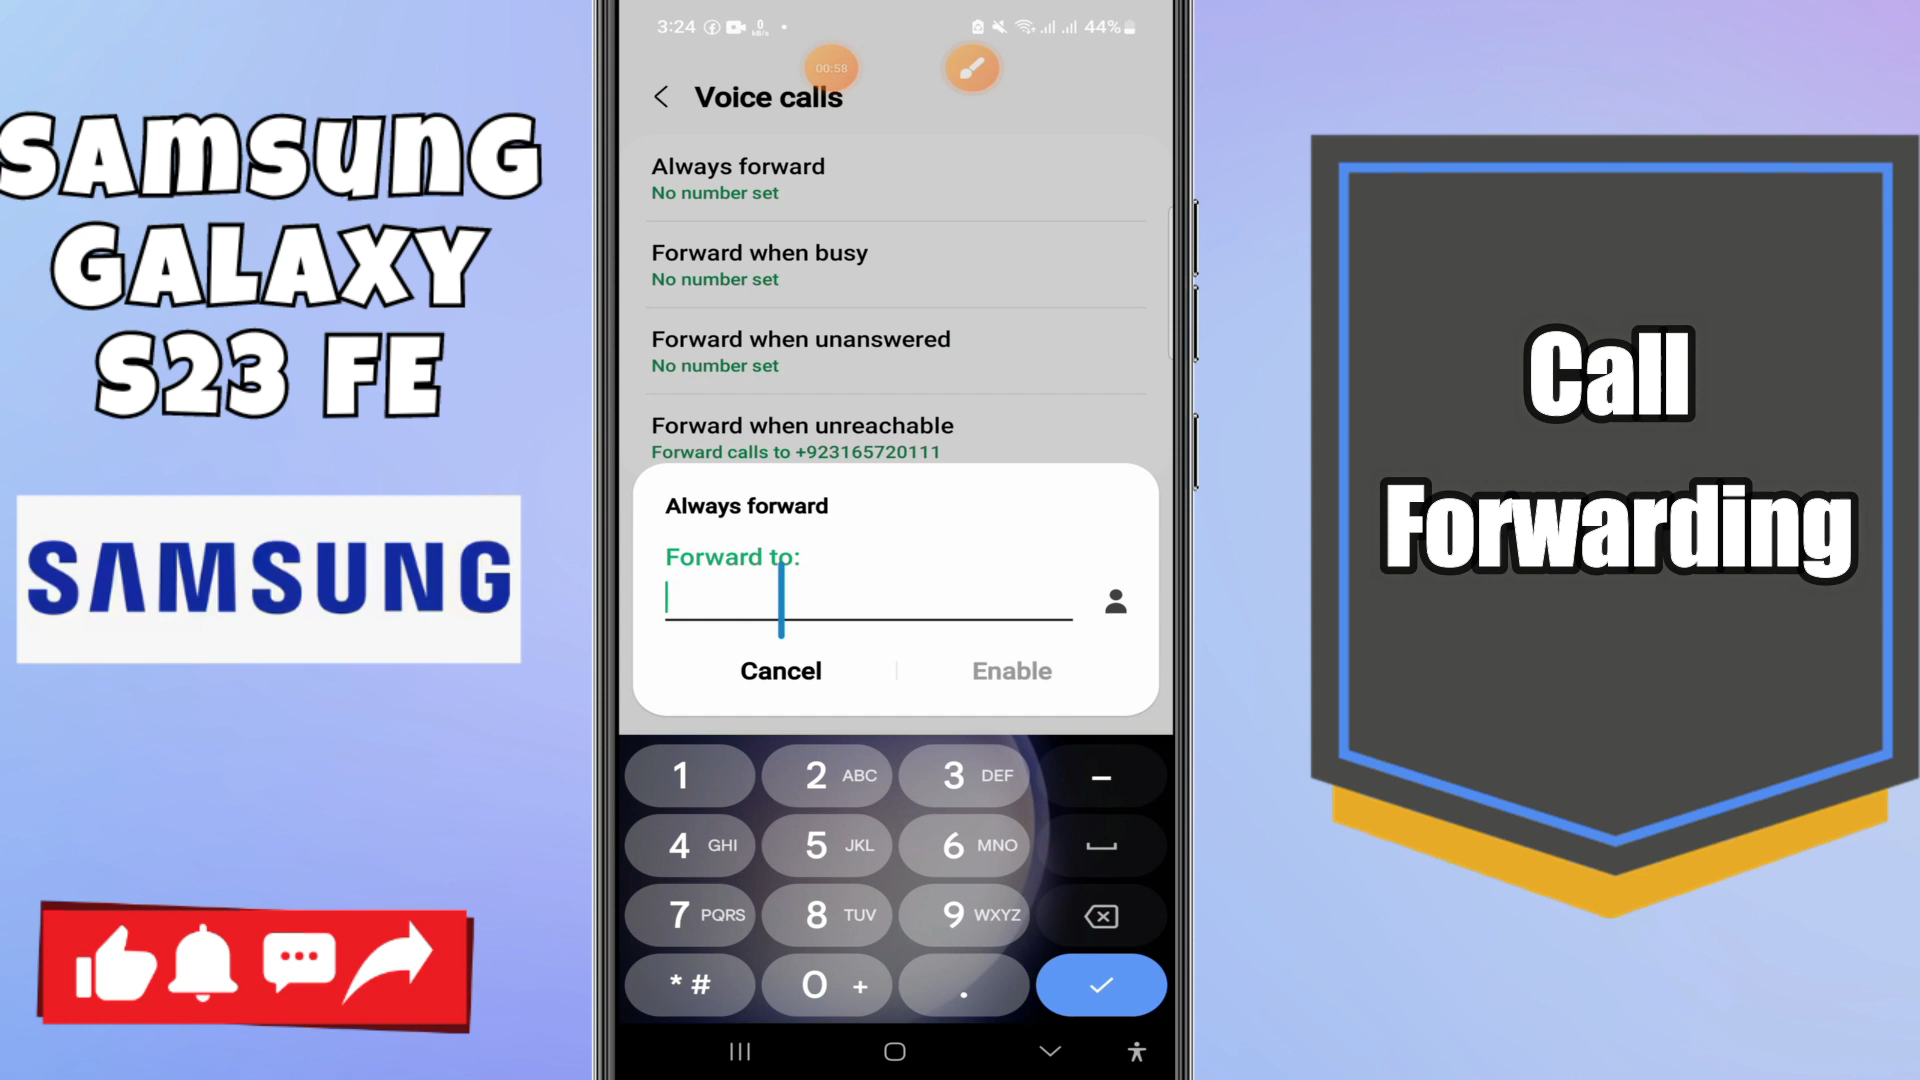 SAMSUNG
GALAXY
S23 FE
SAMSUNG
3:24
0
kB/s
44%
00:58
Voice calls
Always forward
No number set
Forward when busy
No number set
Forward when unanswered
No number set
Forward when unreachable
Forward calls to +923165720111
Always forward
Forward to:
Cancel
Enable
1
2 ABC
3 DEF
–
4 GHI
5 JKL
6 MNO
7 PQRS
8 TUV
9 WXYZ
* #
0 +
.
Call
Forwarding